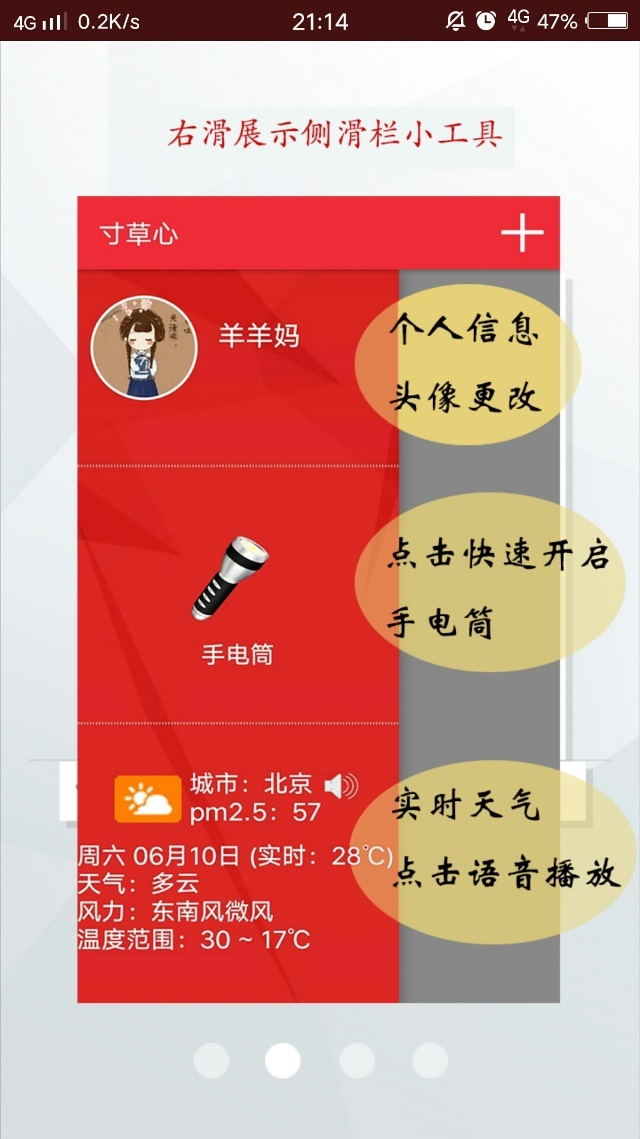 4G 0.2K/s 21:14 4G 47%
右滑展示侧滑栏小工具
寸草心
羊羊妈
个人信息
头像更改
手电筒
点击快速开启
手电筒
城市：北京
pm2.5：57
周六 06月10日 (实时：28℃)
天气：多云
风力：东南风微风
温度范围：30 ~ 17℃
实时天气
点击语音播放